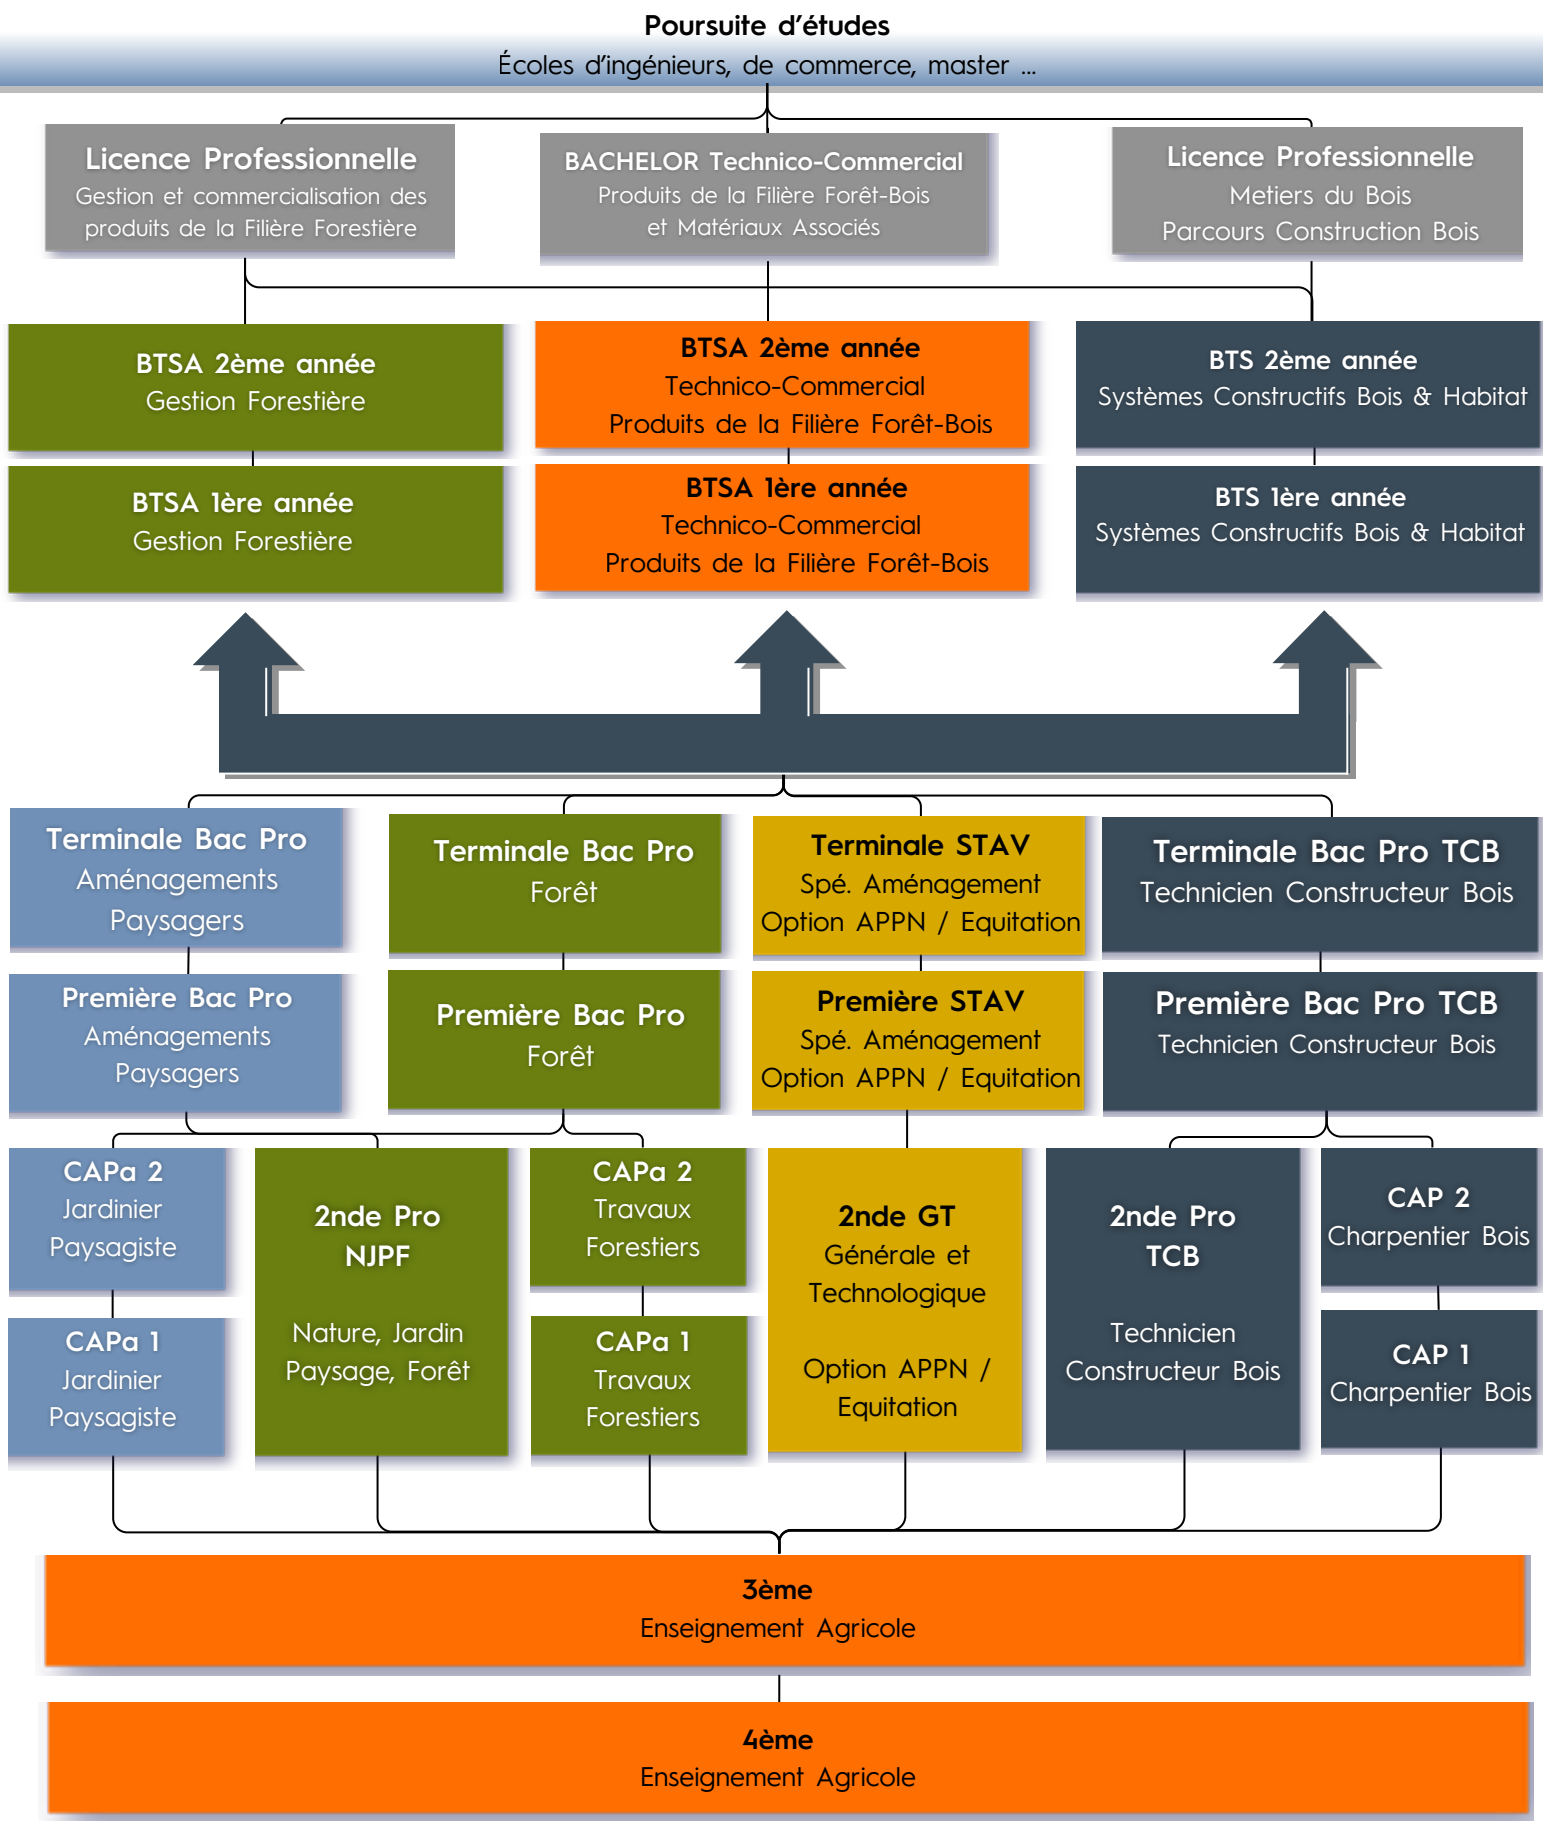 Poursuite d'études
Écoles d'ingénieurs, de commerce, master ...
Licence Professionnelle
Gestion et commercialisation des
produits de la Filière Forestière
BACHELOR Technico-Commercial
Produits de la Filière Forêt-Bois
et Matériaux Associés
Licence Professionnelle
Metiers du Bois
Parcours Construction Bois
BTSA 2ème année
Gestion Forestière
BTSA 2ème année
Technico-Commercial
Produits de la Filière Forêt-Bois
BTS 2ème année
Systèmes Constructifs Bois & Habitat
BTSA 1ère année
Gestion Forestière
BTSA 1ère année
Technico-Commercial
Produits de la Filière Forêt-Bois
BTS 1ère année
Systèmes Constructifs Bois & Habitat
Terminale Bac Pro
Aménagements
Paysagers
Terminale Bac Pro
Forêt
Terminale STAV
Spé. Aménagement
Option APPN / Equitation
Terminale Bac Pro TCB
Technicien Constructeur Bois
Première Bac Pro
Aménagements
Paysagers
Première Bac Pro
Forêt
Première STAV
Spé. Aménagement
Option APPN / Equitation
Première Bac Pro TCB
Technicien Constructeur Bois
CAPa 2
Jardinier
Paysagiste
2nde Pro
NJPF
Nature, Jardin
Paysage, Forêt
CAPa 2
Travaux
Forestiers
2nde GT
Générale et
Technologique
Option APPN /
Equitation
2nde Pro
TCB
Technicien
Constructeur Bois
CAP 2
Charpentier Bois
CAPa 1
Jardinier
Paysagiste
CAPa 1
Travaux
Forestiers
CAP 1
Charpentier Bois
3ème
Enseignement Agricole
4ème
Enseignement Agricole